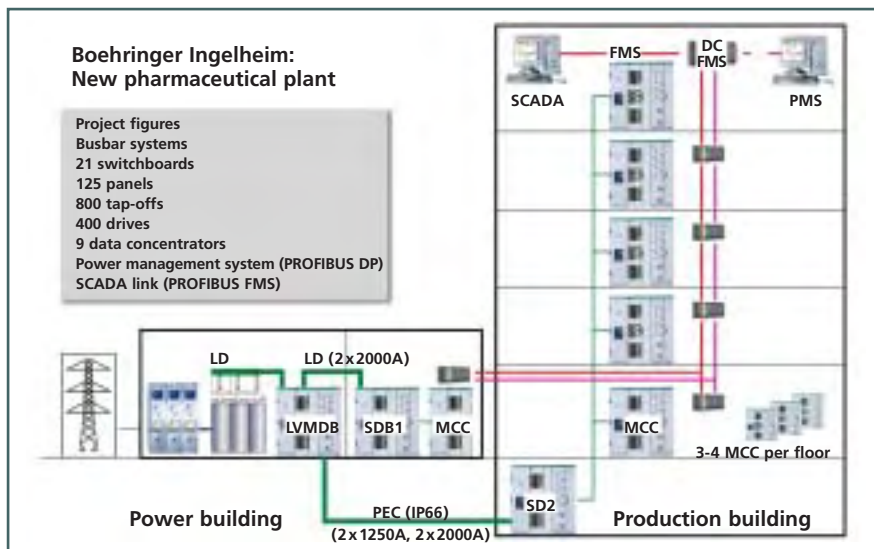 Boehringer Ingelheim:
New pharmaceutical plant
Project figures
Busbar systems
21 switchboards
125 panels
800 tap-offs
400 drives
9 data concentrators
Power management system (PROFIBUS DP)
SCADA link (PROFIBUS FMS)
SCADA
FMS
DC
FMS
PMS
LD
LD (2x2000A)
LVMDB
SDB1
MCC
MCC
3-4 MCC per floor
SD2
Power building
PEC (IP66)
(2x1250A, 2x2000A)
Production building